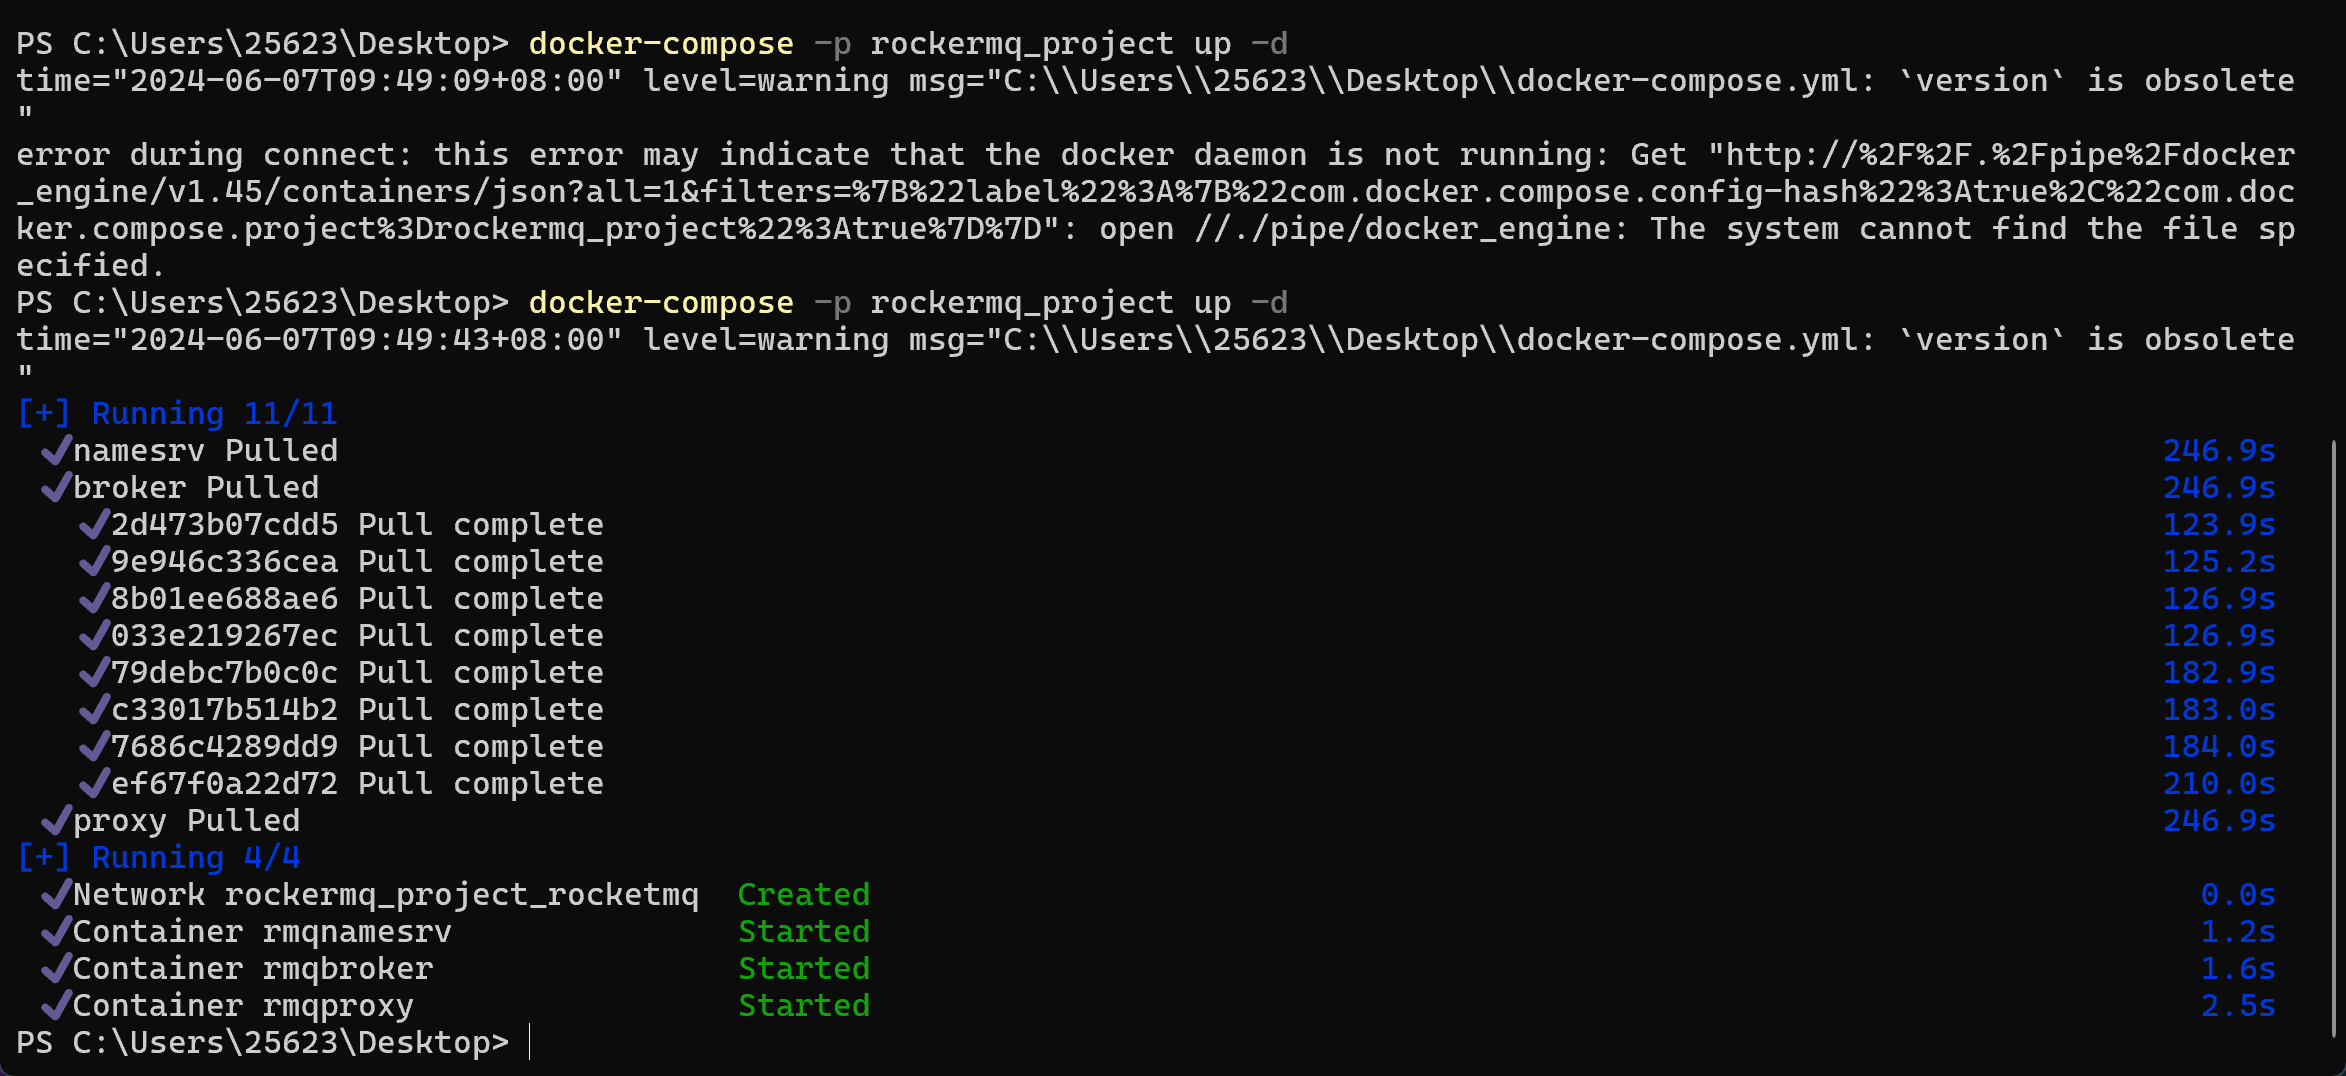 PS C:\Users\25623\Desktop> docker-compose -p rockermq_project up -d
time="2024-06-07T09:49:09+08:00" level=warning msg="C:\\Users\\25623\\Desktop\\docker-compose.yml: `version` is obsolete
"
error during connect: this error may indicate that the docker daemon is not running: Get "http://%2F%2F.%2Fpipe%2Fdocker
_engine/v1.45/containers/json?all=1&filters=%7B%22label%22%3A%7B%22com.docker.compose.config-hash%22%3Atrue%2C%22com.doc
ker.compose.project%3Drockermq_project%22%3Atrue%7D%7D": open //./pipe/docker_engine: The system cannot find the file sp
ecified.
PS C:\Users\25623\Desktop> docker-compose -p rockermq_project up -d
time="2024-06-07T09:49:43+08:00" level=warning msg="C:\\Users\\25623\\Desktop\\docker-compose.yml: `version` is obsolete
"
[+] Running 11/11
✔namesrv Pulled 246.9s
✔broker Pulled 246.9s
✔2d473b07cdd5 Pull complete 123.9s
✔9e946c336cea Pull complete 125.2s
✔8b01ee688ae6 Pull complete 126.9s
✔033e219267ec Pull complete 126.9s
✔79debc7b0c0c Pull complete 182.9s
✔c33017b514b2 Pull complete 183.0s
✔7686c4289dd9 Pull complete 184.0s
✔ef67f0a22d72 Pull complete 210.0s
✔proxy Pulled 246.9s
[+] Running 4/4
✔Network rockermq_project_rocketmq Created 0.0s
✔Container rmqnamesrv Started 1.2s
✔Container rmqbroker Started 1.6s
✔Container rmqproxy Started 2.5s
PS C:\Users\25623\Desktop>